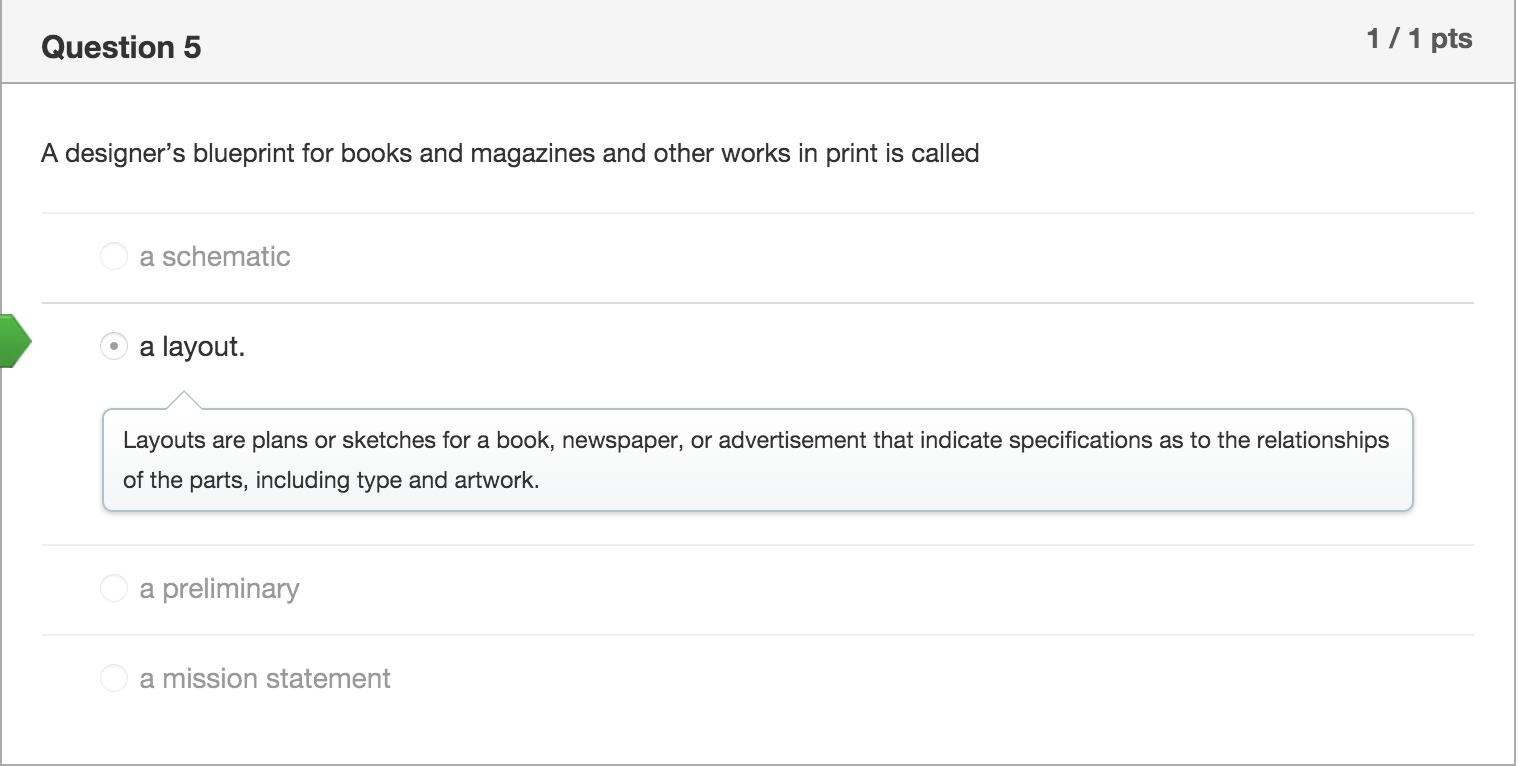 Question 5
1 / 1 pts
A designer’s blueprint for books and magazines and other works in print is called
a schematic
a layout.
Layouts are plans or sketches for a book, newspaper, or advertisement that indicate specifications as to the relationships
of the parts, including type and artwork.
a preliminary
a mission statement